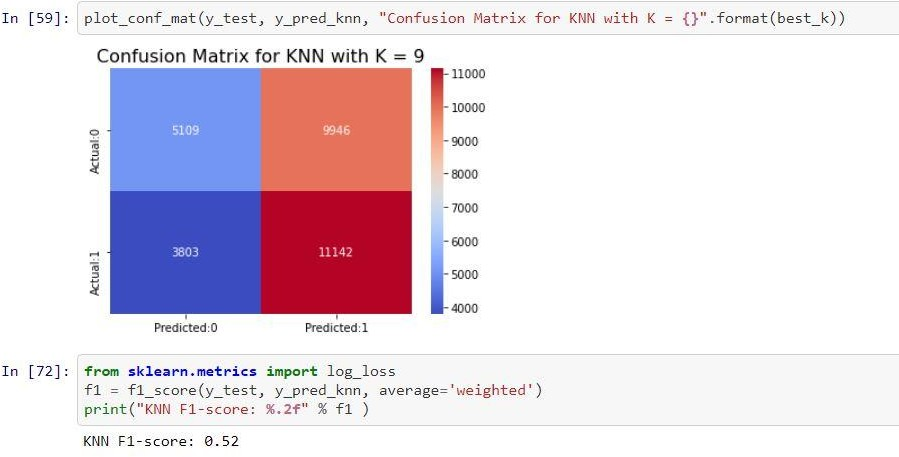 In [59]: plot_conf_mat(y_test, y_pred_knn, "Confusion Matrix for KNN with K = {}".format(best_k))
Confusion Matrix for KNN with K = 9
Actual:0
5109 9946
Actual:1
3803 11142
Predicted:0 Predicted:1
11000
10000
9000
8000
7000
6000
5000
4000
In [72]: from sklearn.metrics import log_loss
f1 = f1_score(y_test, y_pred_knn, average='weighted')
print("KNN F1-score: %.2f" % f1 )
KNN F1-score: 0.52